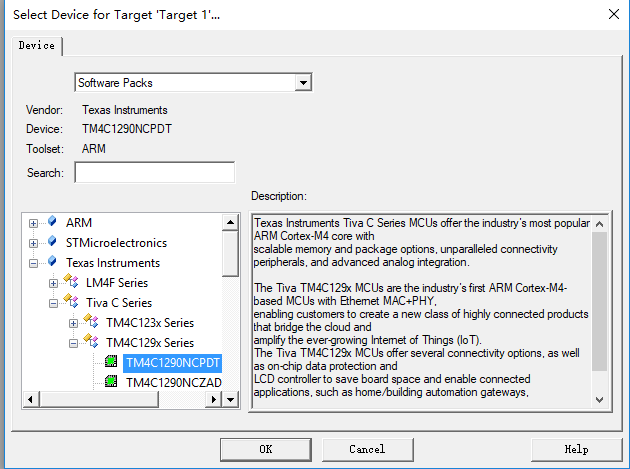 Select Device for Target 'Target 1'...
Device
Software Packs
Vendor: Texas Instruments
Device: TM4C1290NCPDT
Toolset: ARM
Search:
Description:
ARM
STMicroelectronics
Texas Instruments
LM4F Series
Tiva C Series
TM4C123x Series
TM4C129x Series
TM4C1290NCPDT
TM4C1290NCZAD
Texas Instruments Tiva C Series MCUs offer the industry's most popular
ARM Cortex-M4 core with
scalable memory and package options, unparalleled connectivity
peripherals, and advanced analog integration.
The Tiva TM4C129x MCUs are the industry's first ARM Cortex-M4-
based MCUs with Ethernet MAC+PHY,
enabling customers to create a new class of highly connected products
that bridge the cloud and
amplify the ever-growing Internet of Things (IoT).
The Tiva TM4C129x MCUs offer several connectivity options, as well
as on-chip data protection and
LCD controller to save board space and enable connected
applications, such as home/building automation gateways,
OK
Cancel
Help